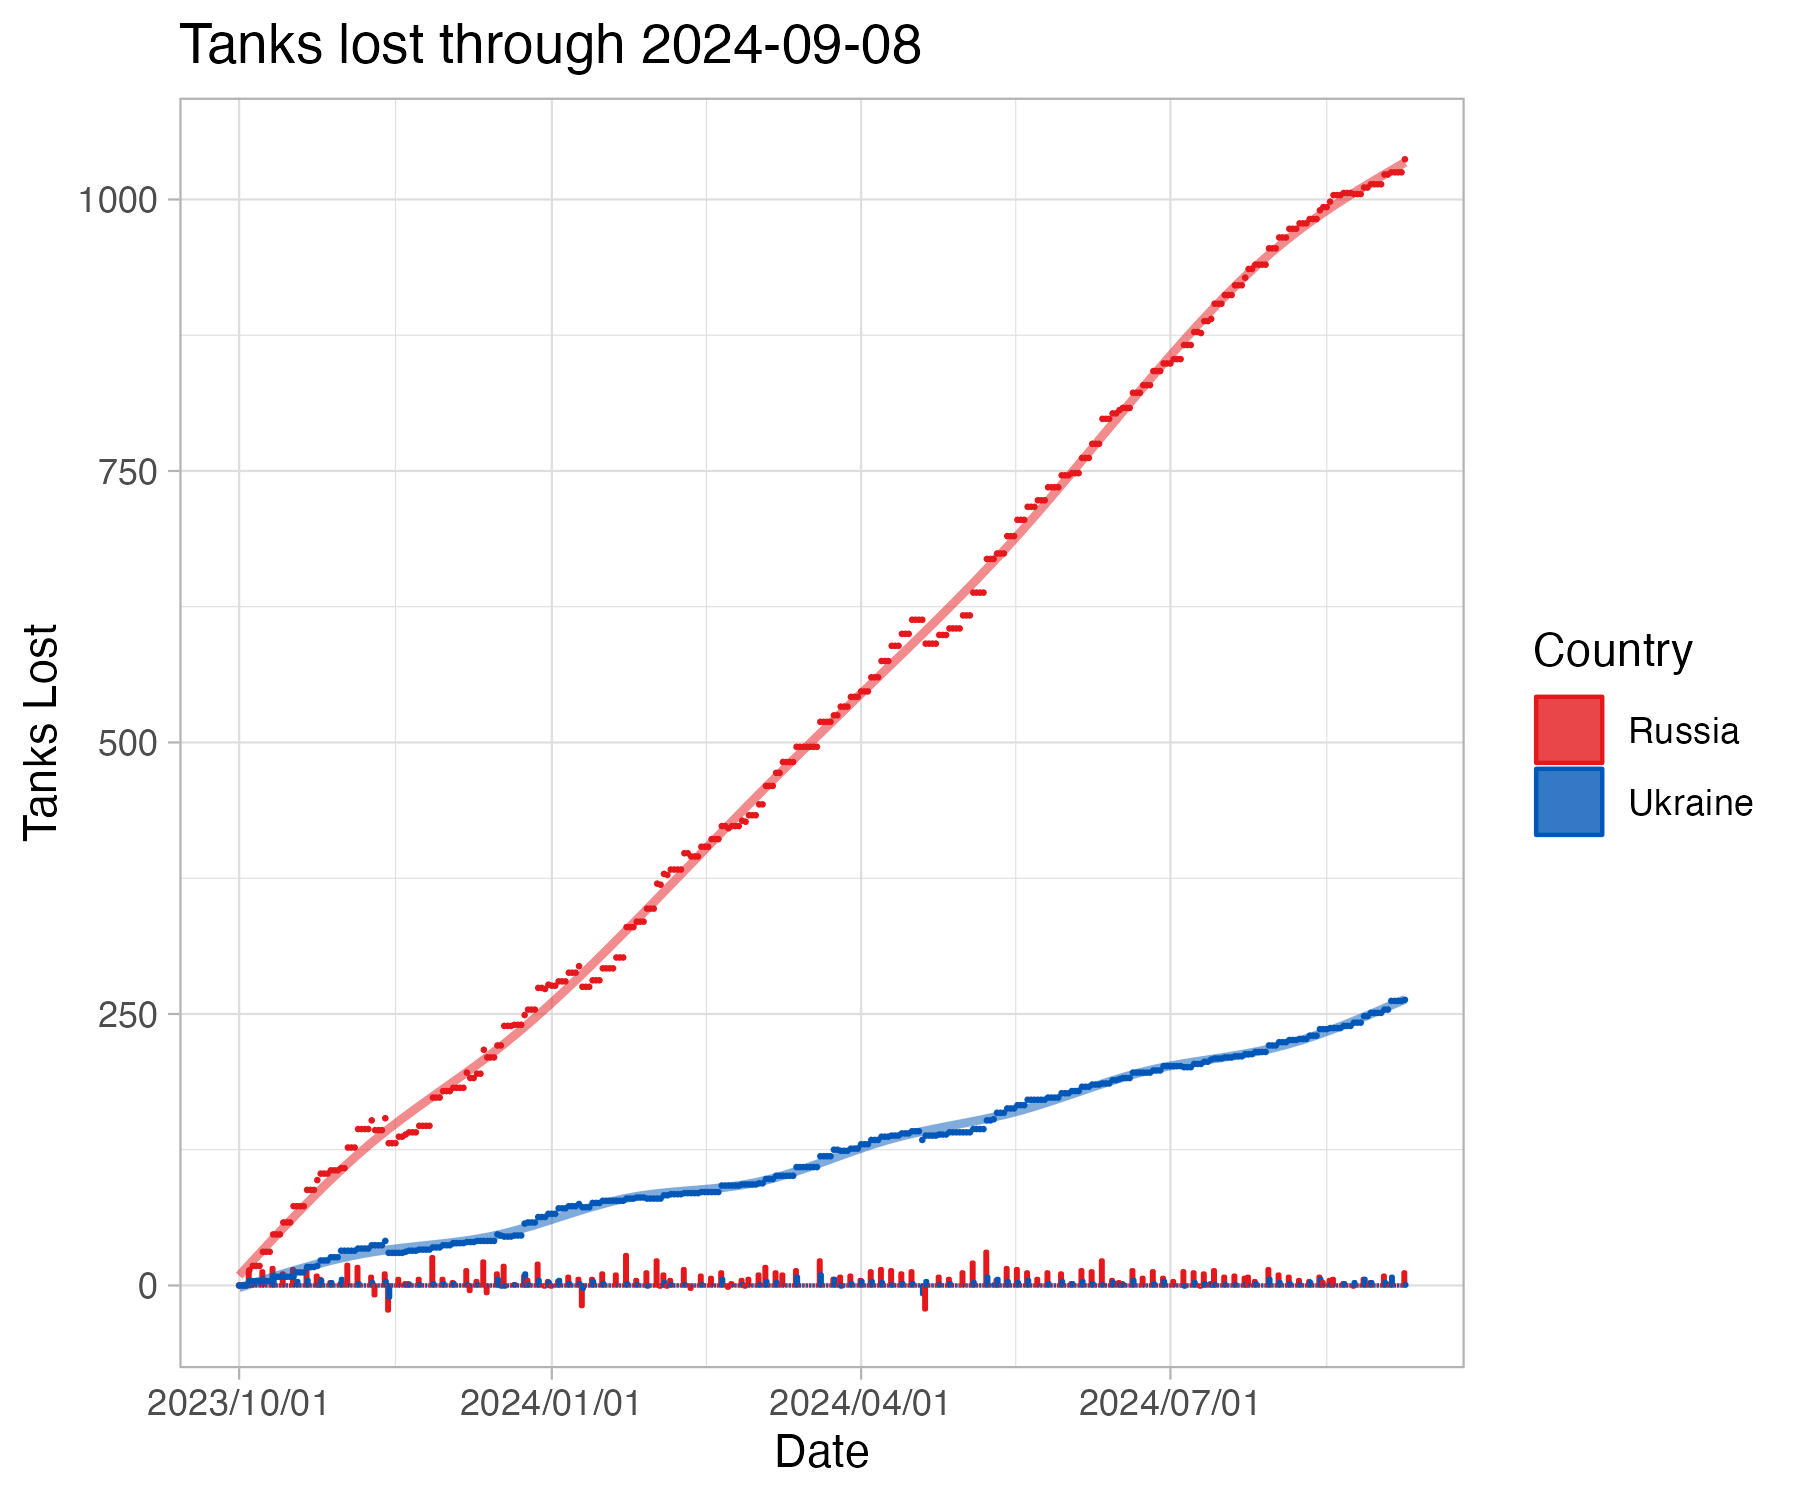 Tanks lost through 2024-09-08
Tanks Lost
1000
750
500
250
0
2023/10/01
2024/01/01
2024/04/01
2024/07/01
Date
Country
Russia
Ukraine